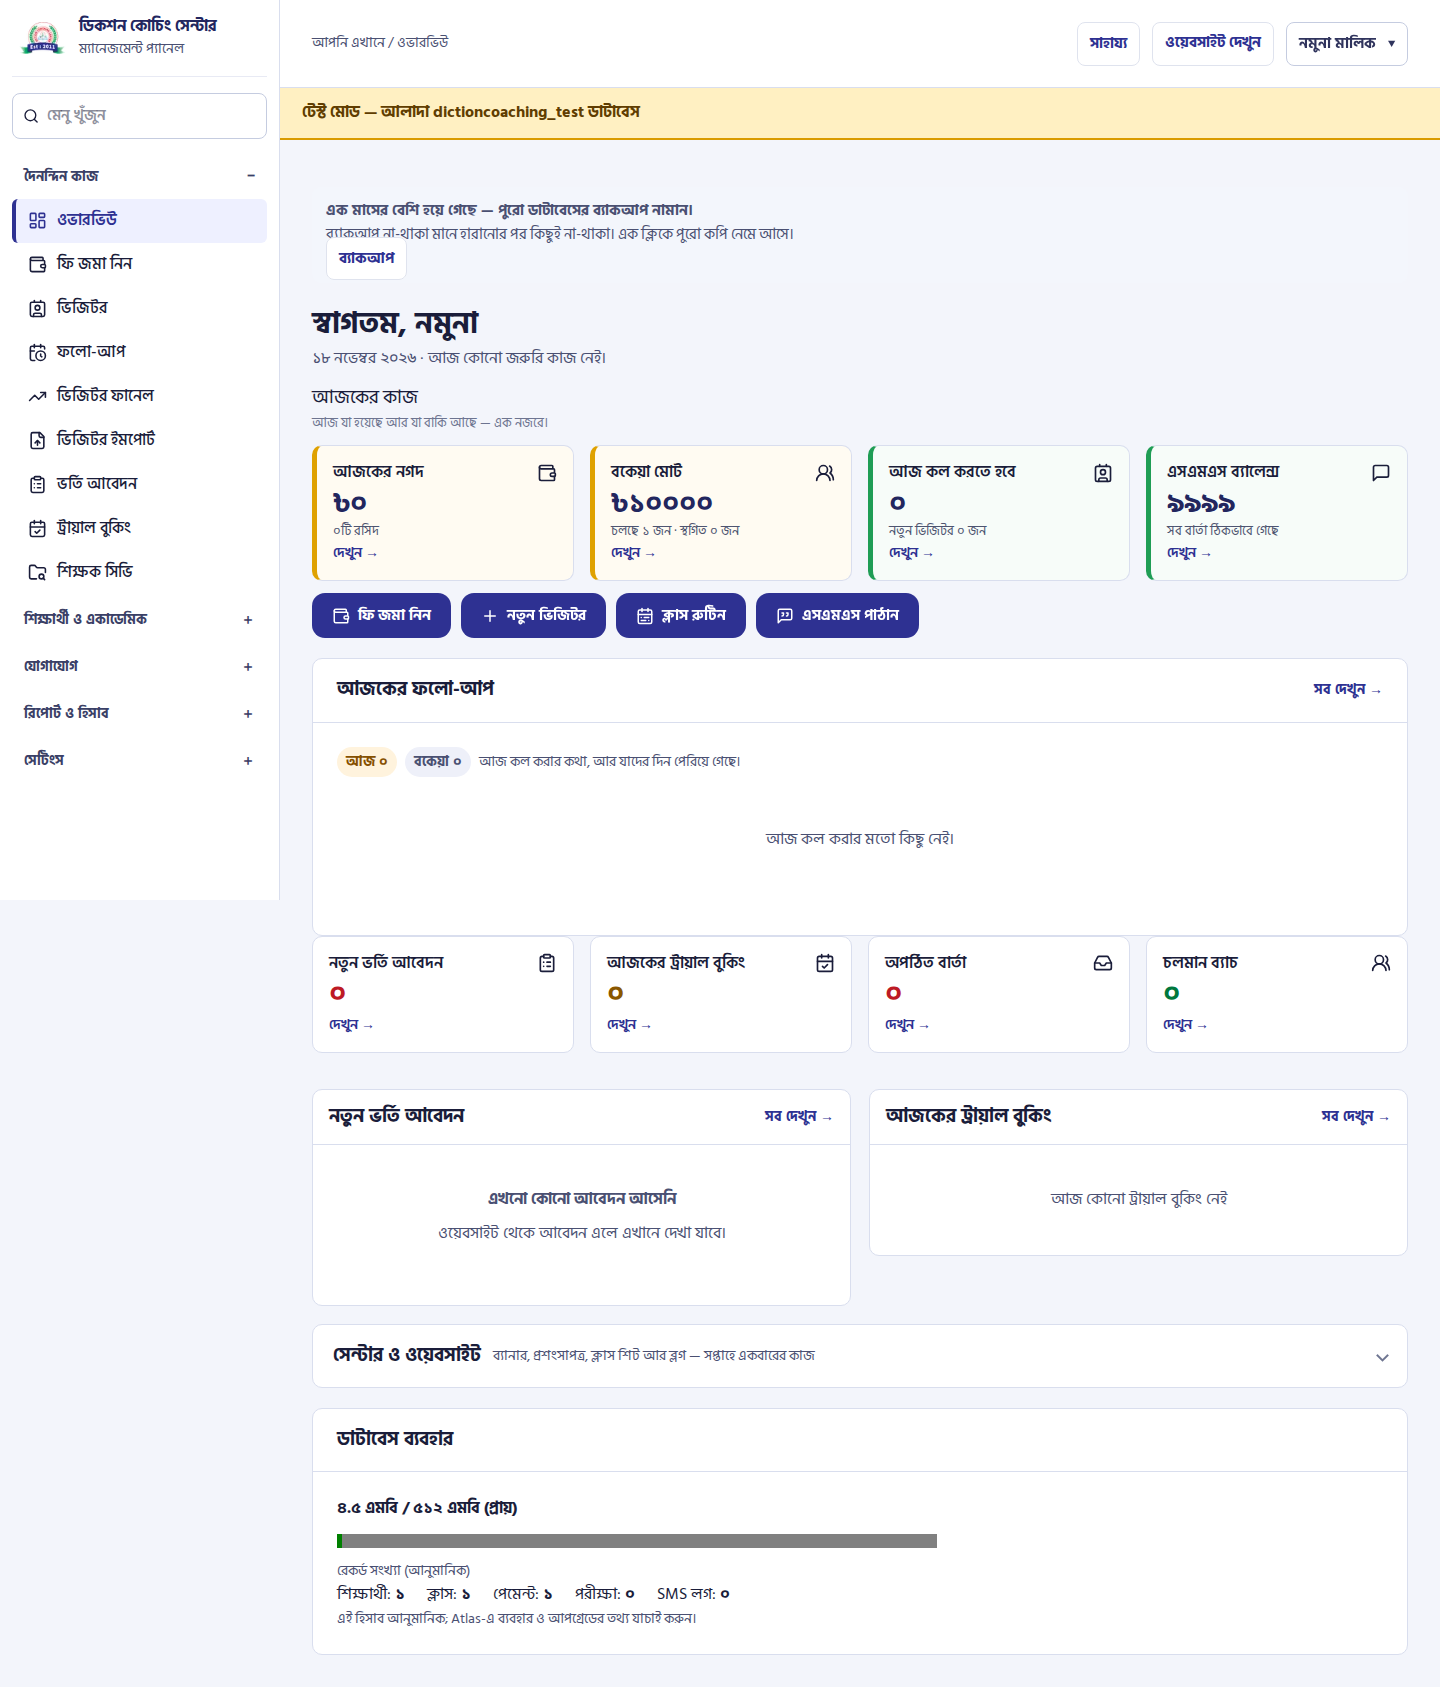 ডিকশন কোচিং সেন্টার
ম্যানেজমেন্ট প্যানেল
Est : 2011
মেনু খুঁজুন
দৈনন্দিন কাজ −
ওভারভিউ
ফি জমা নিন
ভিজিটর
ফলো-আপ
ভিজিটর ফানেল
ভিজিটর ইমপোর্ট
ভর্তি আবেদন
ট্রায়াল বুকিং
শিক্ষক সিভি
শিক্ষার্থী ও একাডেমিক +
যোগাযোগ +
রিপোর্ট ও হিসাব +
সেটিংস +
আপনি এখানে / ওভারভিউ
সাহায্য
ওয়েবসাইট দেখুন
নমুনা মালিক ▾
টেস্ট মোড — আলাদা dictioncoaching_test ডাটাবেস
এক মাসের বেশি হয়ে গেছে — পুরো ডাটাবেসের ব্যাকআপ নামান।
ব্যাকআপ না-থাকা মানে হারানোর পর কিছুই না-থাকা। এক ক্লিকে পুরো কপি নেমে আসে।
ব্যাকআপ
স্বাগতম, নমুনা
১৮ নভেম্বর ২০২৬ · আজ কোনো জরুরি কাজ নেই।
আজকের কাজ
আজ যা হয়েছে আর যা বাকি আছে — এক নজরে।
আজকের নগদ
৳০
০টি রসিদ
দেখুন →
বকেয়া মোট
৳১০০০০
চলছে ১ জন · স্থগিত ০ জন
দেখুন →
আজ কল করতে হবে
০
নতুন ভিজিটর ০ জন
দেখুন →
এসএমএস ব্যালেন্স
৯৯৯৯
সব বার্তা ঠিকভাবে গেছে
দেখুন →
ফি জমা নিন
নতুন ভিজিটর
ক্লাস রুটিন
এসএমএস পাঠান
আজকের ফলো-আপ
সব দেখুন →
আজ ০ বকেয়া ০ আজ কল করার কথা, আর যাদের দিন পেরিয়ে গেছে।
আজ কল করার মতো কিছু নেই।
নতুন ভর্তি আবেদন
০
দেখুন →
আজকের ট্রায়াল বুকিং
০
দেখুন →
অপঠিত বার্তা
০
দেখুন →
চলমান ব্যাচ
০
দেখুন →
নতুন ভর্তি আবেদন
সব দেখুন →
এখনো কোনো আবেদন আসেনি
ওয়েবসাইট থেকে আবেদন এলে এখানে দেখা যাবে।
আজকের ট্রায়াল বুকিং
সব দেখুন →
আজ কোনো ট্রায়াল বুকিং নেই
সেন্টার ও ওয়েবসাইট ব্যানার, প্রশংসাপত্র, ক্লাস শিট আর ব্লগ — সপ্তাহে একবারের কাজ
ডাটাবেস ব্যবহার
৪.৫ এমবি / ৫১২ এমবি (প্রায়)
রেকর্ড সংখ্যা (আনুমানিক)
শিক্ষার্থী: ১ ক্লাস: ১ পেমেন্ট: ১ পরীক্ষা: ০ SMS লগ: ০
এই হিসাব আনুমানিক; Atlas-এ ব্যবহার ও আপগ্রেডের তথ্য যাচাই করুন।